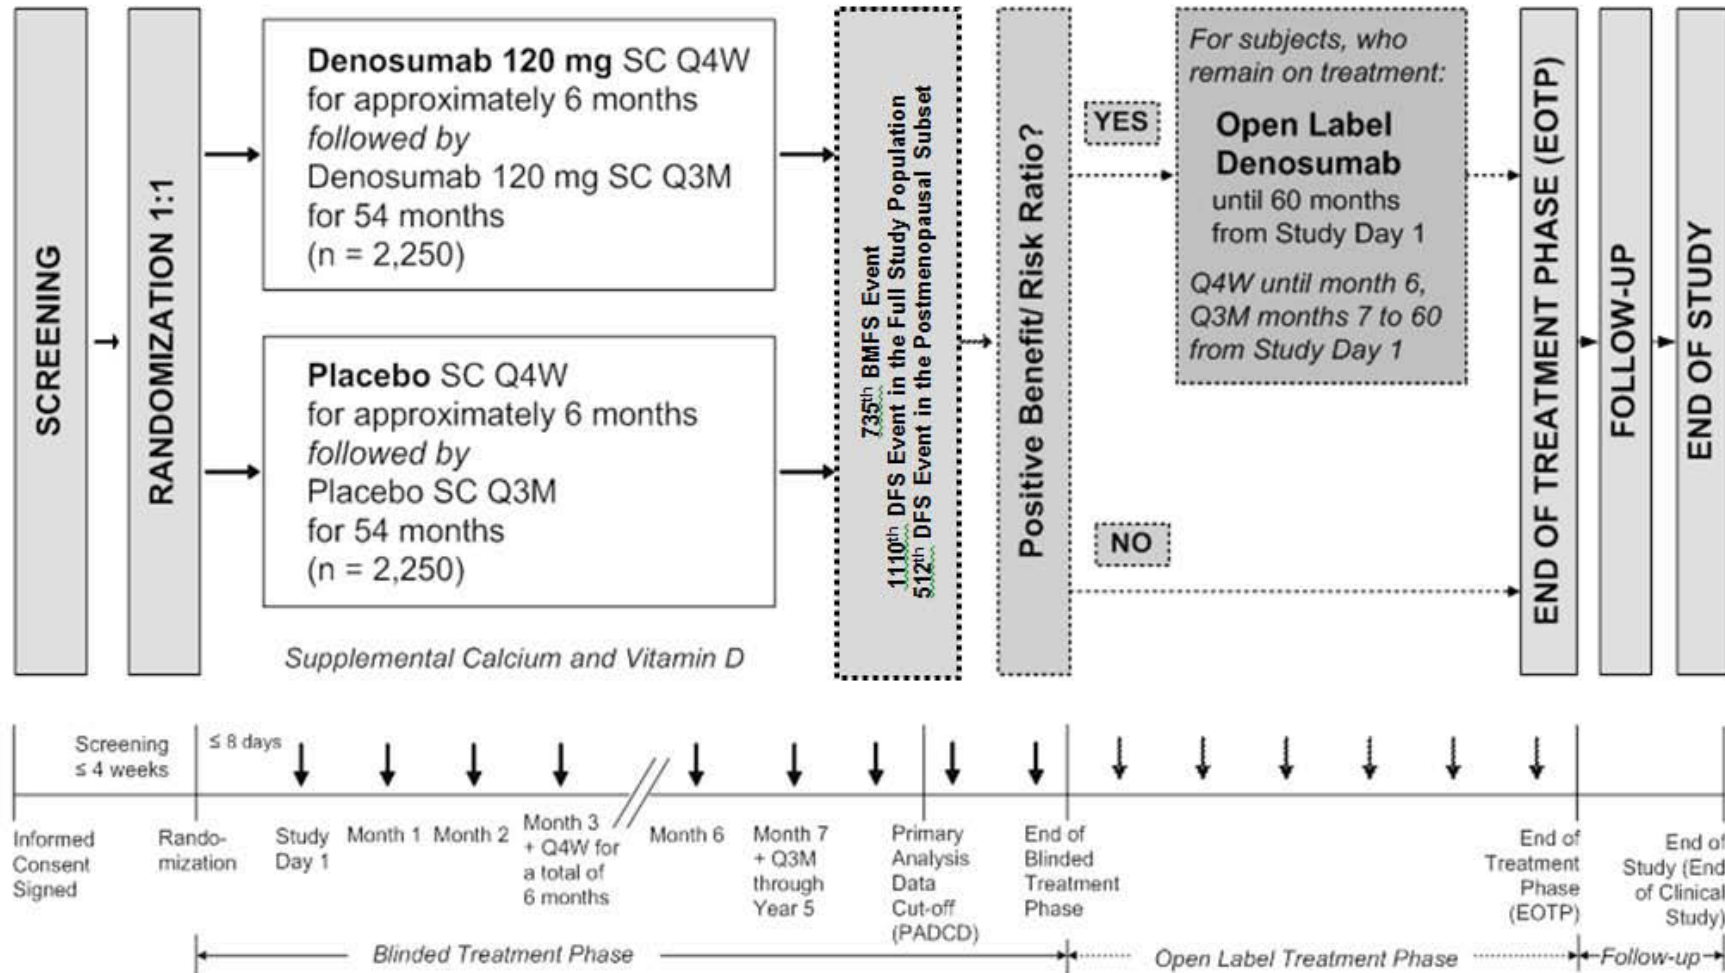 SCREENING
RANDOMIZATION 1:1
Denosumab 120 mg SC Q4W
for approximately 6 months
followed by
Denosumab 120 mg SC Q3M
for 54 months
(n = 2,250)
Placebo SC Q4W
for approximately 6 months
followed by
Placebo SC Q3M
for 54 months
(n = 2,250)
Supplemental Calcium and Vitamin D
735th BMFS Event
1110th DFS Event in the Full Study Population
512th DFS Event in the Postmenopausal Subset
Positive Benefit/ Risk Ratio?
YES
NO
For subjects, who
remain on treatment:
Open Label
Denosumab
until 60 months
from Study Day 1
Q4W until month 6,
Q3M months 7 to 60
from Study Day 1
END OF TREATMENT PHASE (EOTP)
FOLLOW-UP
END OF STUDY
Screening
≤ 4 weeks
≤ 8 days
Informed
Consent
Signed
Rando-
mization
Study
Day 1
Month 1
Month 2
Month 3
+ Q4W for
a total of
6 months
Month 6
Month 7
+ Q3M
through
Year 5
Primary
Analysis
Data
Cut-off
(PADCD)
End of
Blinded
Treatment
Phase
End of
Treatment
Phase
(EOTP)
End of
Study (End
of Clinical
Study)
Blinded Treatment Phase
Open Label Treatment Phase
Follow-up